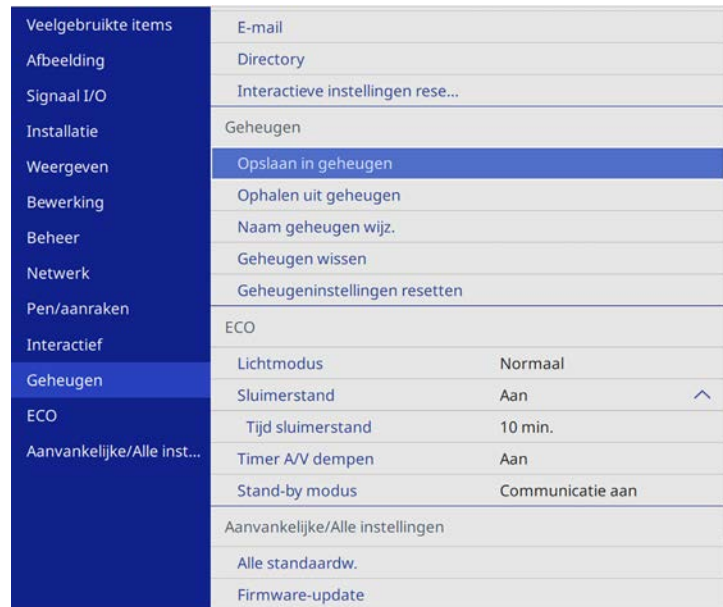 Veelgebruikte items
Afbeelding
Signaal I/O
Installatie
Weergeven
Bewerking
Beheer
Netwerk
Pen/aanraken
Interactief
Geheugen
ECO
Aanvankelijke/Alle inst...
E-mail
Directory
Interactieve instellingen rese...
Geheugen
Opslaan in geheugen
Ophalen uit geheugen
Naam geheugen wijz.
Geheugen wissen
Geheugeninstellingen resetten
ECO
Lichtmodus Normaal
Sluimerstand Aan
Tijd sluimerstand 10 min.
Timer A/V dempen Aan
Stand-by modus Communicatie aan
Aanvankelijke/Alle instellingen
Alle standaardw.
Firmware-update